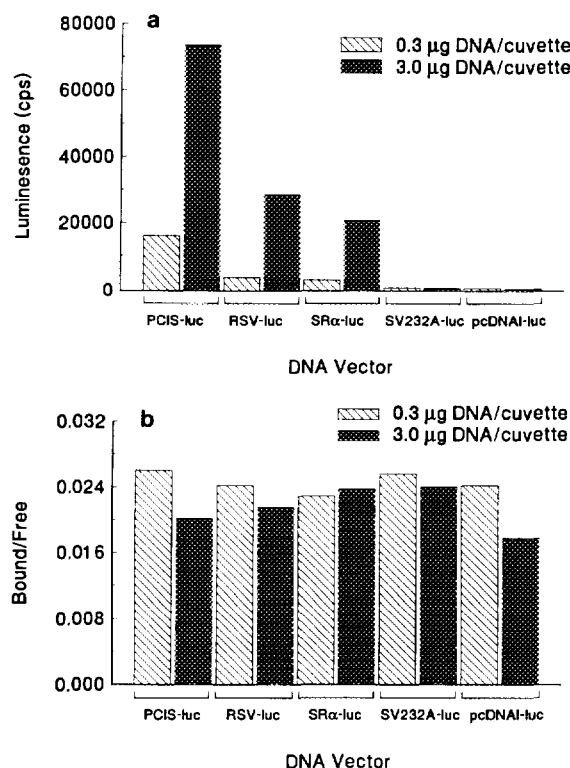 a
0.3 µg DNA/cuvette
3.0 µg DNA/cuvette
Luminesence (cps)
80000
60000
40000
20000
0
PCIS-luc RSV-luc SRα-luc SV232A-luc pcDNAI-luc
DNA Vector
b
0.3 µg DNA/cuvette
3.0 µg DNA/cuvette
Bound/Free
0.032
0.024
0.016
0.008
0.000
PCIS-luc RSV-luc SRα-luc SV232A-luc pcDNAI-luc
DNA Vector